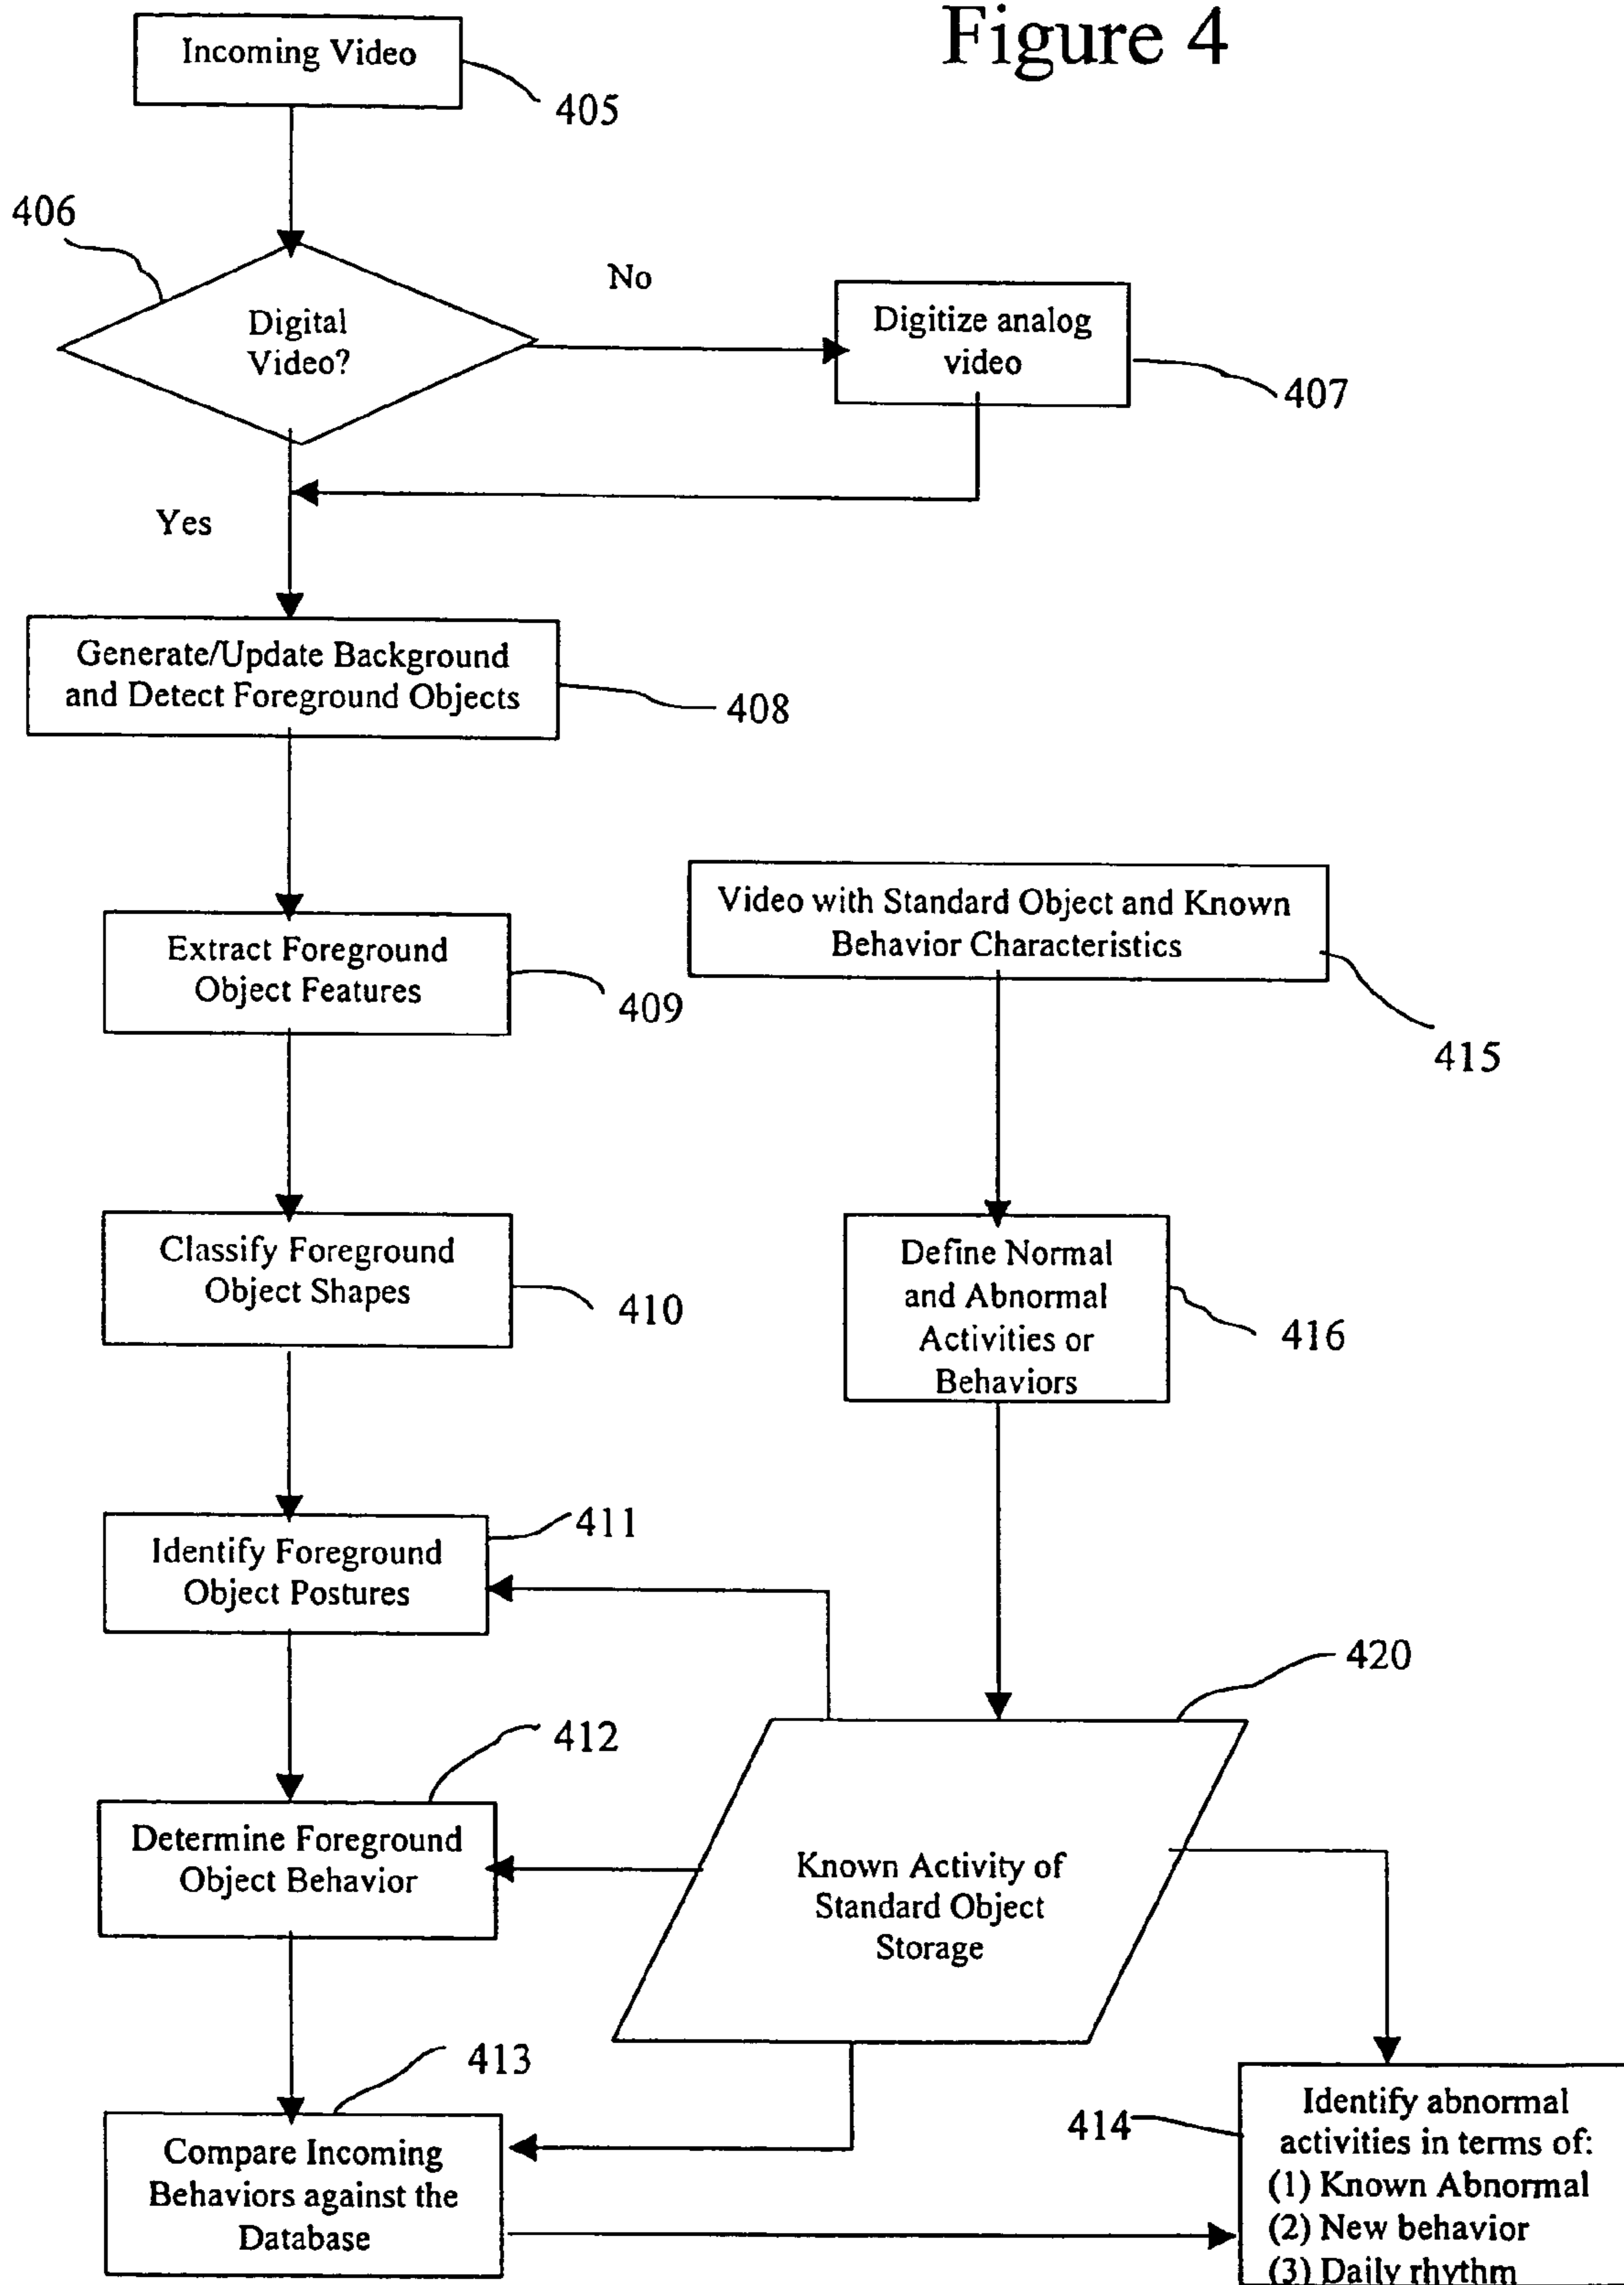 Figure 4
Incoming Video
405
406
Digital
Video?
No
Digitize analog
video
407
Yes
Generate/Update Background
and Detect Foreground Objects
408
Extract Foreground
Object Features
409
Video with Standard Object and Known
Behavior Characteristics
415
Classify Foreground
Object Shapes
410
Define Normal
and Abnormal
Activities or
Behaviors
416
Identify Foreground
Object Postures
411
420
412
Determine Foreground
Object Behavior
Known Activity of
Standard Object
Storage
413
Compare Incoming
Behaviors against the
Database
414
Identify abnormal
activities in terms of:
(1) Known Abnormal
(2) New behavior
(3) Daily rhythm